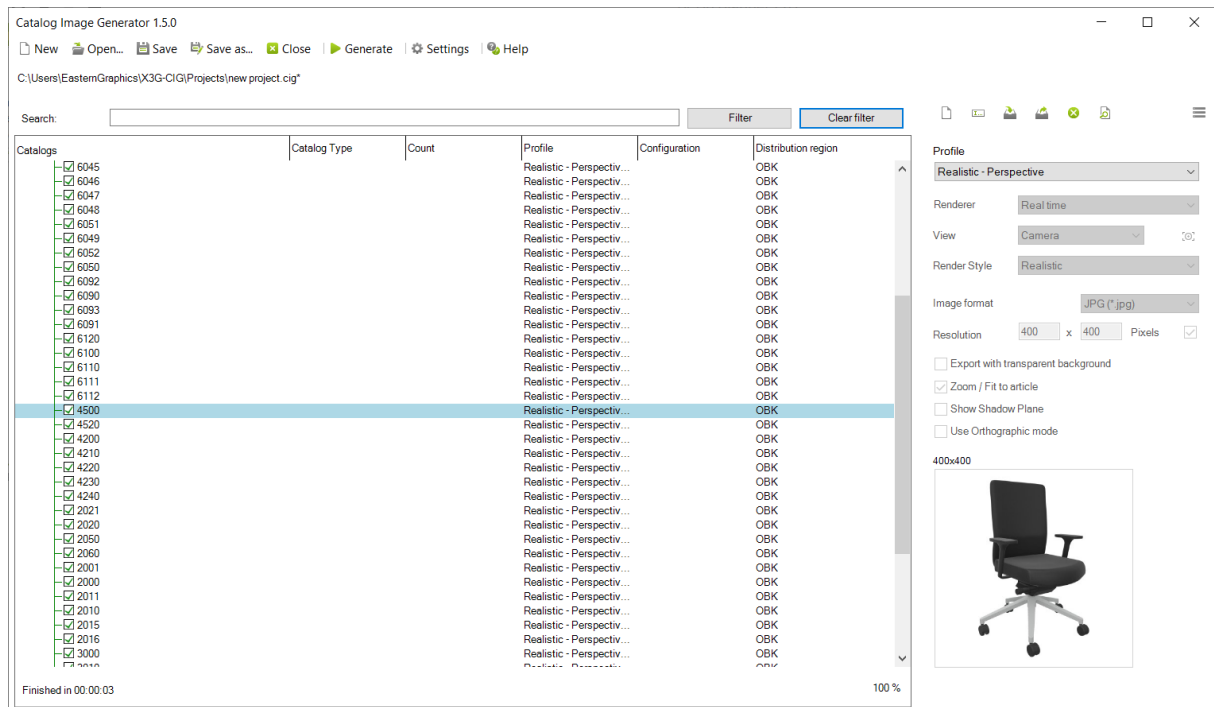 Catalog Image Generator 1.5.0
New Open... Save Save as... Close Generate Settings Help
C:\Users\EasternGraphics\X3G-CIG\Projects\new project.cig*
Search: Filter Clear filter
Catalogs Catalog Type Count Profile Configuration Distribution region
6045 Realistic - Perspectiv... OBK
6046 Realistic - Perspectiv... OBK
6047 Realistic - Perspectiv... OBK
6048 Realistic - Perspectiv... OBK
6051 Realistic - Perspectiv... OBK
6049 Realistic - Perspectiv... OBK
6052 Realistic - Perspectiv... OBK
6050 Realistic - Perspectiv... OBK
6092 Realistic - Perspectiv... OBK
6090 Realistic - Perspectiv... OBK
6093 Realistic - Perspectiv... OBK
6091 Realistic - Perspectiv... OBK
6120 Realistic - Perspectiv... OBK
6100 Realistic - Perspectiv... OBK
6110 Realistic - Perspectiv... OBK
6111 Realistic - Perspectiv... OBK
6112 Realistic - Perspectiv... OBK
4500 Realistic - Perspectiv... OBK
4520 Realistic - Perspectiv... OBK
4200 Realistic - Perspectiv... OBK
4210 Realistic - Perspectiv... OBK
4220 Realistic - Perspectiv... OBK
4230 Realistic - Perspectiv... OBK
4240 Realistic - Perspectiv... OBK
2021 Realistic - Perspectiv... OBK
2020 Realistic - Perspectiv... OBK
2050 Realistic - Perspectiv... OBK
2060 Realistic - Perspectiv... OBK
2001 Realistic - Perspectiv... OBK
2000 Realistic - Perspectiv... OBK
2011 Realistic - Perspectiv... OBK
2010 Realistic - Perspectiv... OBK
2015 Realistic - Perspectiv... OBK
2016 Realistic - Perspectiv... OBK
3000 Realistic - Perspectiv... OBK
Finished in 00:00:03 100 %
Profile
Realistic - Perspective
Renderer Real time
View Camera
Render Style Realistic
Image format JPG (*.jpg)
Resolution 400 x 400 Pixels
Export with transparent background
Zoom / Fit to article
Show Shadow Plane
Use Orthographic mode
400x400